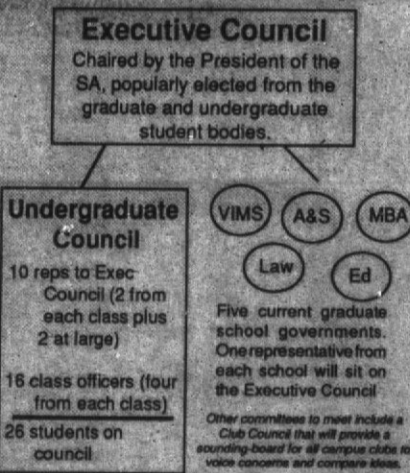 Executive Council
Chaired by the President of the
SA, popularly elected from the
graduate and undergraduate
student bodies.
Undergraduate
Council
10 reps to Exec
Council (2 from
each class plus
2 at large)
16 class officers (four
from each class)
26 students on
council
VIMS
A&S
MBA
Law
Ed
Five current graduate
school governments.
One representative from
each school will sit on
the Executive Council
Other committees to meet include a
Club Council that will provide a
sounding-board for all campus clubs to
voice concerns and compare ideas.